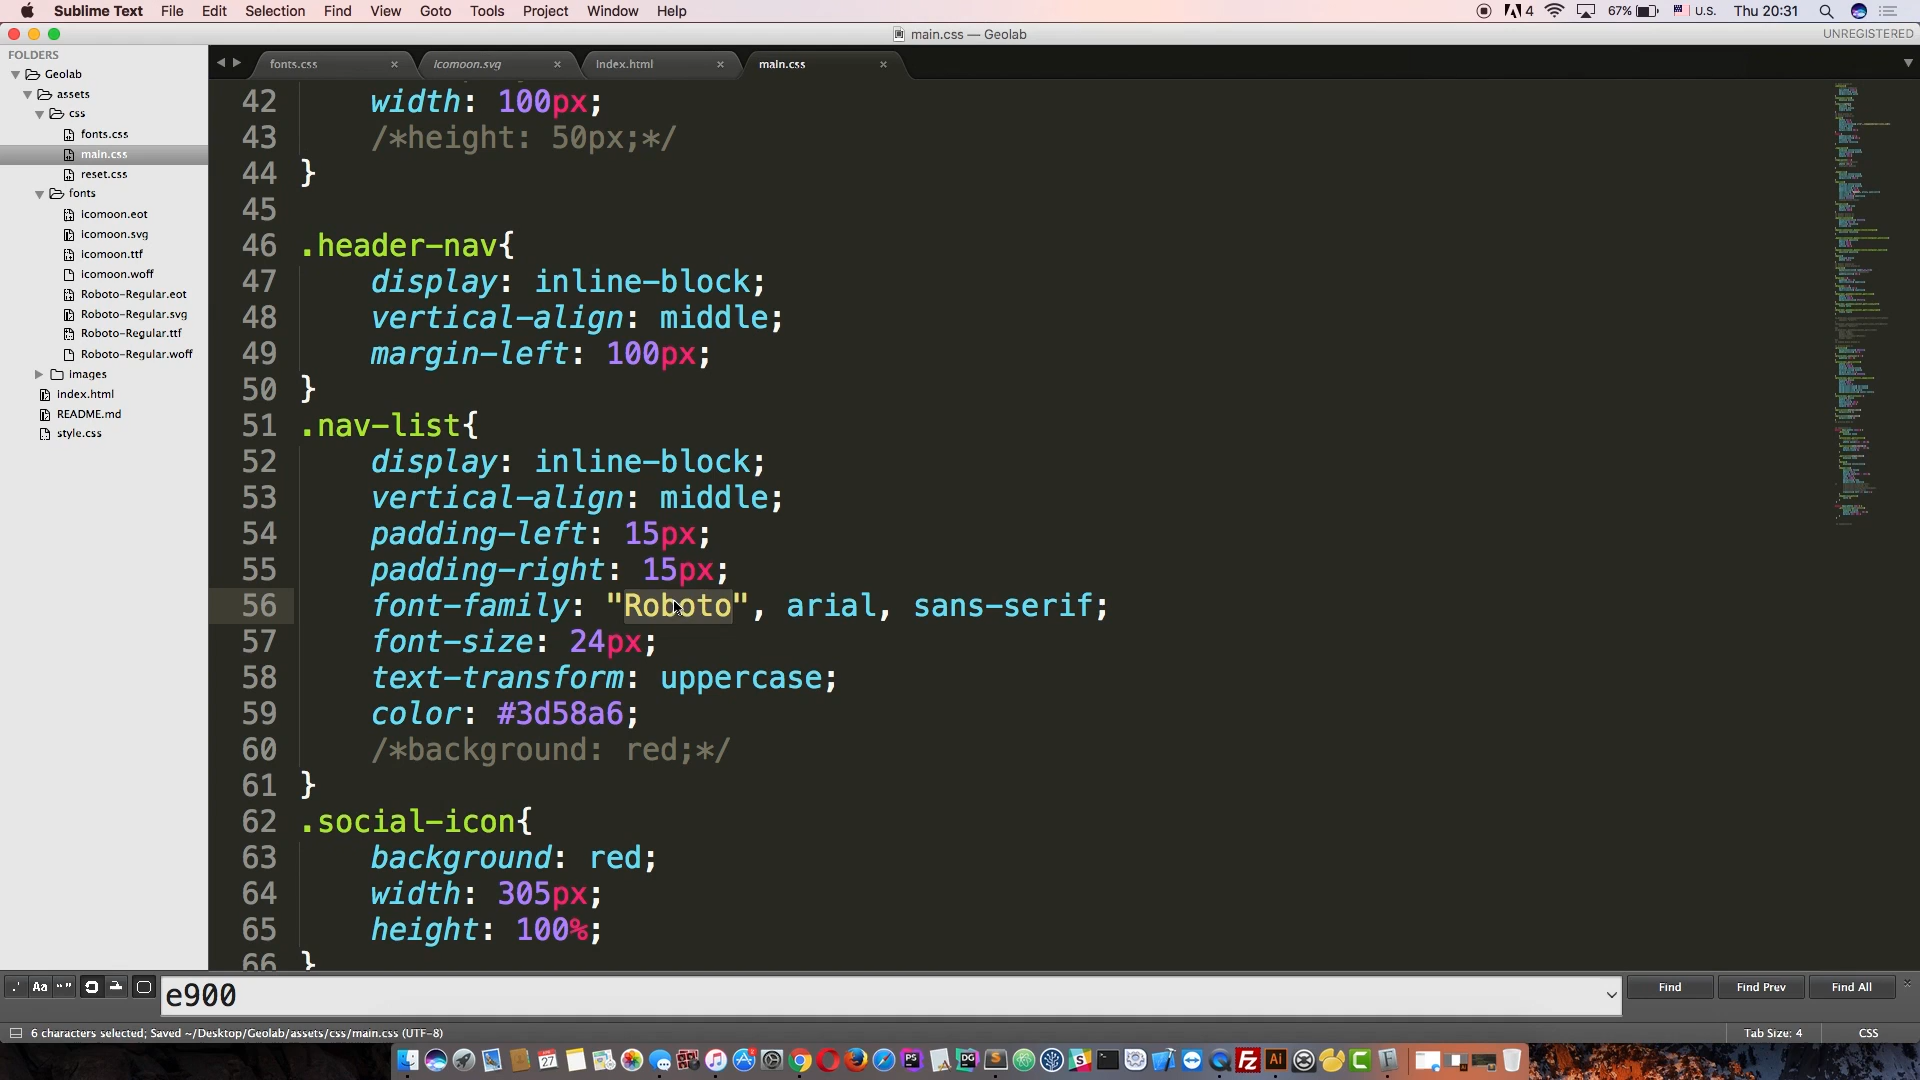 Sublime Text File Edit Selection Find View Goto Tools Project Window Help 4 67% U.S. Thu 20:31
main.css — Geolab UNREGISTERED
FOLDERS
Geolab
assets
css
fonts.css
main.css
reset.css
fonts
icomoon.eot
icomoon.svg
icomoon.ttf
icomoon.woff
Roboto-Regular.eot
Roboto-Regular.svg
Roboto-Regular.ttf
Roboto-Regular.woff
images
index.html
README.md
style.css
fonts.css icomoon.svg index.html main.css
42 width: 100px;
43 /*height: 50px;*/
44 }
45
46 .header-nav{
47 display: inline-block;
48 vertical-align: middle;
49 margin-left: 100px;
50 }
51 .nav-list{
52 display: inline-block;
53 vertical-align: middle;
54 padding-left: 15px;
55 padding-right: 15px;
56 font-family: "Roboto", arial, sans-serif;
57 font-size: 24px;
58 text-transform: uppercase;
59 color: #3d58a6;
60 /*background: red;*/
61 }
62 .social-icon{
63 background: red;
64 width: 305px;
65 height: 100%;
66 }
.* Aa “” e900 Find Find Prev Find All
6 characters selected; Saved ~/Desktop/Geolab/assets/css/main.css (UTF-8) Tab Size: 4 CSS